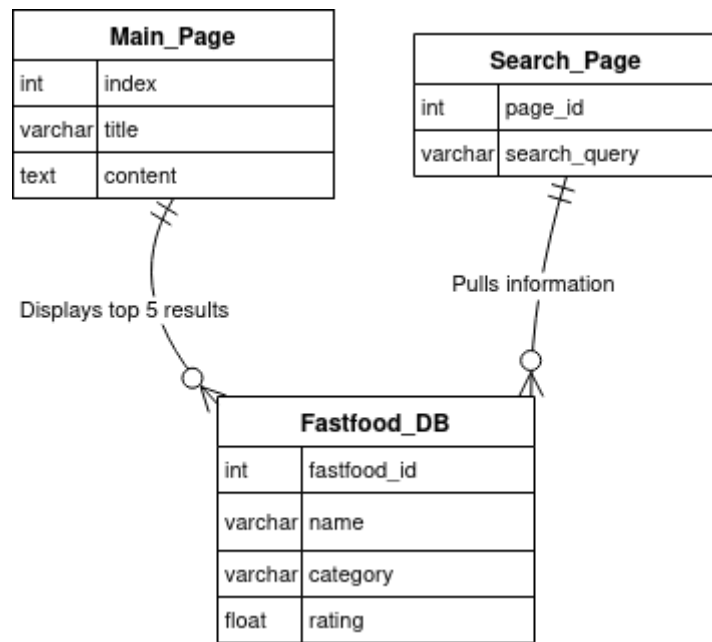 Main_Page
int index
varchar title
text content
Search_Page
int page_id
varchar search_query
Displays top 5 results
Pulls information
Fastfood_DB
int fastfood_id
varchar name
varchar category
float rating